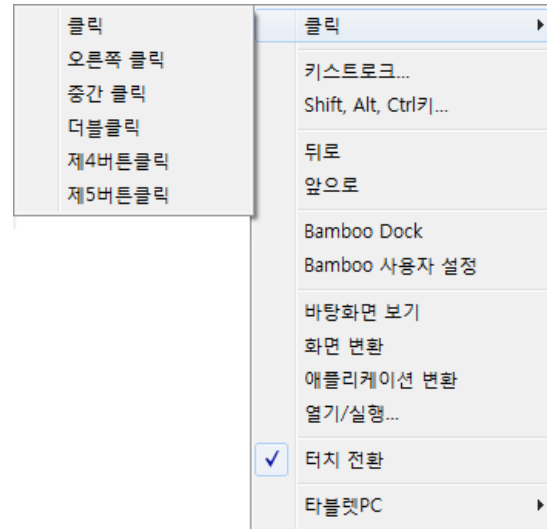 클릭
오른쪽 클릭
중간 클릭
더블클릭
제4버튼클릭
제5버튼클릭
클릭
키스트로크...
Shift, Alt, Ctrl키...
뒤로
앞으로
Bamboo Dock
Bamboo 사용자 설정
바탕화면 보기
화면 변환
애플리케이션 변환
열기/실행...
터치 전환
타블렛PC